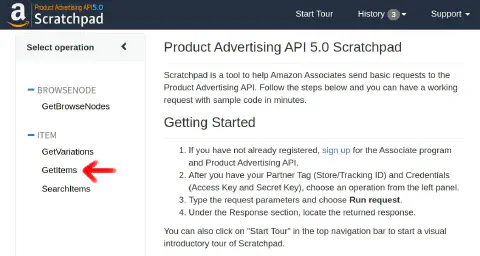 Product Advertising API5.0
Scratchpad
Start Tour
History 3
Support
Select operation
BROWSENODE
GetBrowseNodes
ITEM
GetVariations
GetItems
SearchItems
Product Advertising API 5.0 Scratchpad
Scratchpad is a tool to help Amazon Associates send basic requests to the
Product Advertising API. Follow the steps below and you can have a working
request with sample code in minutes.
Getting Started
1. If you have not already registered, sign up for the Associate program
and Product Advertising API.
2. After you have your Partner Tag (Store/Tracking ID) and Credentials
(Access Key and Secret Key), choose an operation from the left panel.
3. Type the request parameters and choose Run request.
4. Under the Response section, locate the returned response.
You can also click on "Start Tour" in the top navigation bar to start a visual
introductory tour of Scratchpad.